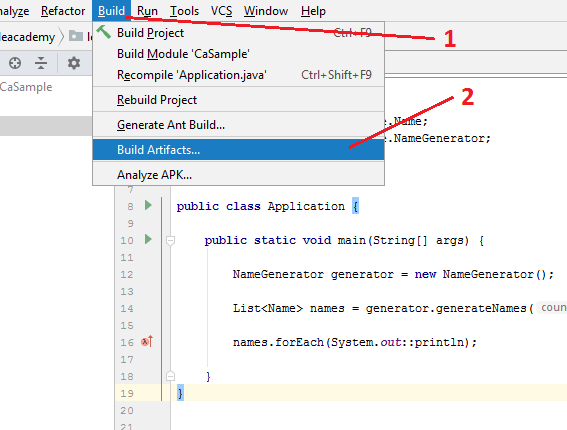 Refactor Build Run Tools VCS Window Help
Build Project Ctrl+F9
1
Build Module 'CaSample'
Recompile 'Application.java' Ctrl+Shift+F9
CaSample
Rebuild Project
2
Generate Ant Build...
.Name;
.NameGenerator;
Build Artifacts...
Analyze APK...
8 public class Application {
9
10 public static void main(String[] args) {
11
12 NameGenerator generator = new NameGenerator();
13
14 List<Name> names = generator.generateNames(
15
16 names.forEach(System.out::println);
17
18 }
19 }
20
21